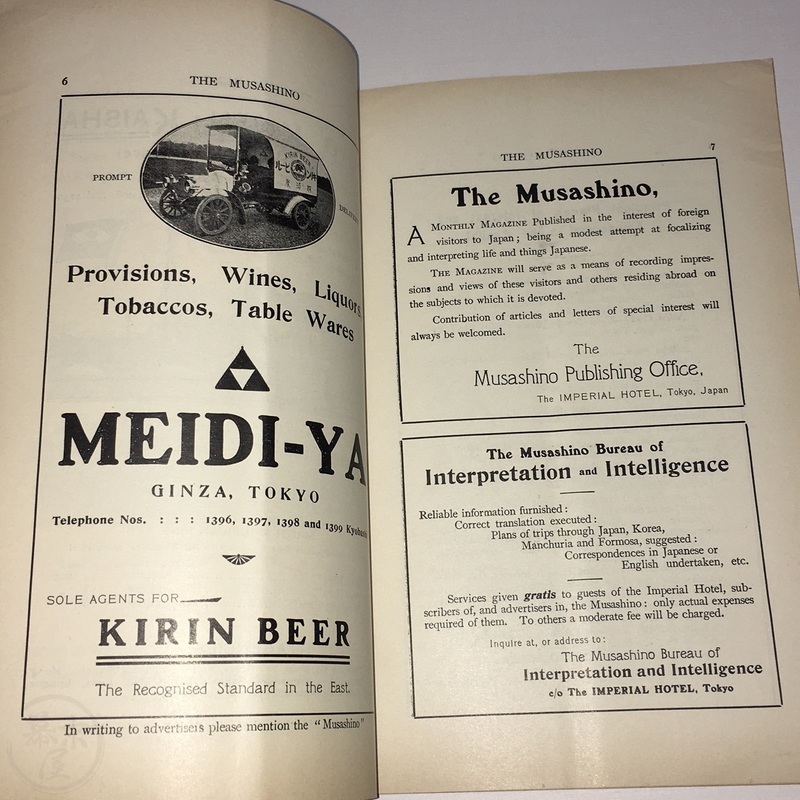 6
THE MUSASHINO
PROMPT
DELIVERY
KIRIN BEER
Provisions, Wines, Liquors,
Tobaccos, Table Wares
MEIDI-YA
GINZA, TOKYO
Telephone Nos. : : : 1396, 1397, 1398 and 1399
SOLE AGENTS FOR
KIRIN BEER
The Recognised Standard in the East.
In writing to advertisers please mention the "Musashino"
THE MUSASHINO
7
The Musashino,
A MONTHLY MAGAZINE Published in the interest of foreign
visitors to Japan; being a modest attempt at focalizing
and interpreting life and things Japanese.
THE MAGAZINE will serve as a means of recording impres-
sions and views of these visitors and others residing abroad on
the subjects to which it is devoted.
Contribution of articles and letters of special interest will
always be welcomed.
The
Musashino Publishing Office,
The IMPERIAL HOTEL, Tokyo, Japan
The Musashino Bureau of
Interpretation and Intelligence
Reliable information furnished:
Correct translation executed:
Plans of trips through Japan, Korea,
Manchuria and Formosa, suggested:
Correspondences in Japanese or
English undertaken, etc.
Services given gratis to guests of the Imperial Hotel, sub-
scribers of, and advertisers in, the Musashino: only actual expenses
required of them. To others a moderate fee will be charged.
Inquire at, or address to:
The Musashino Bureau of
Interpretation and Intelligence
c/o The IMPERIAL HOTEL, Tokyo